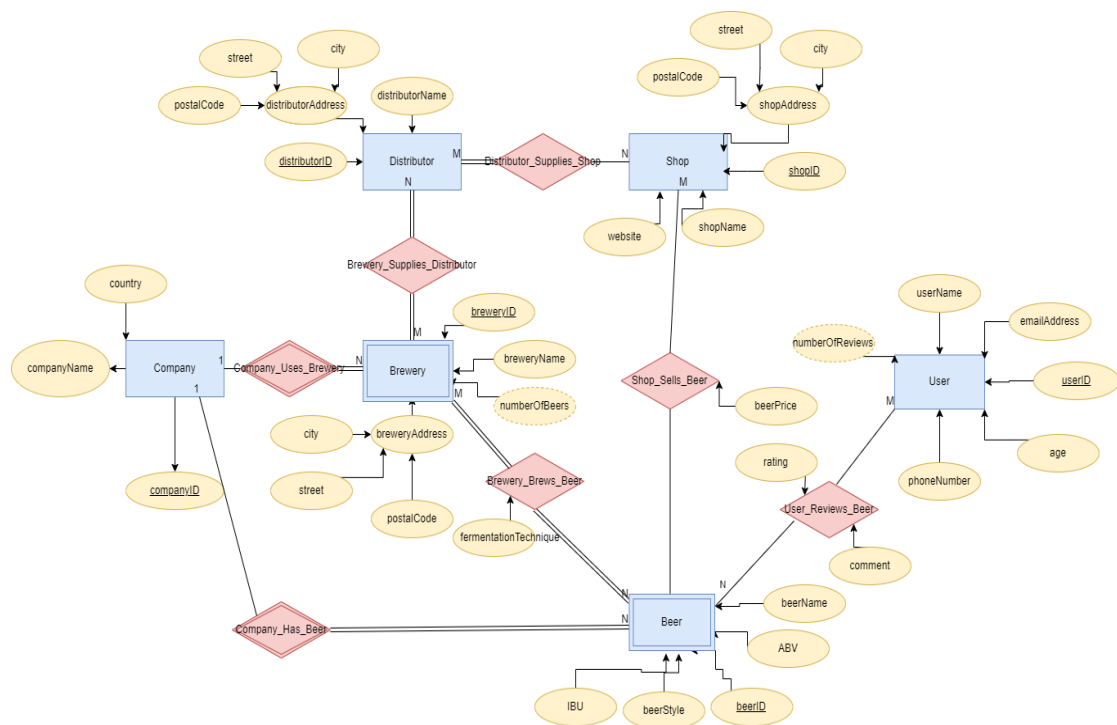 street
city
street
city
postalCode
distributorAddress
distributorName
postalCode
shopAddress
distributorID
Distributor
M
Distributor_Supplies_Shop
N
Shop
shopID
N
M
website
shopName
Brewery_Supplies_Distributor
country
M
breweryID
userName
emailAddress
numberOfReviews
companyName
Company
1
Company_Uses_Brewery
N
Brewery
breweryName
Shop_Sells_Beer
User
userID
1
M
numberOfBeers
beerPrice
M
city
breweryAddress
rating
age
companyID
street
Brewery_Brews_Beer
phoneNumber
postalCode
User_Reviews_Beer
fermentationTechnique
comment
N
N
beerName
Company_Has_Beer
N
Beer
ABV
IBU
beerStyle
beerID